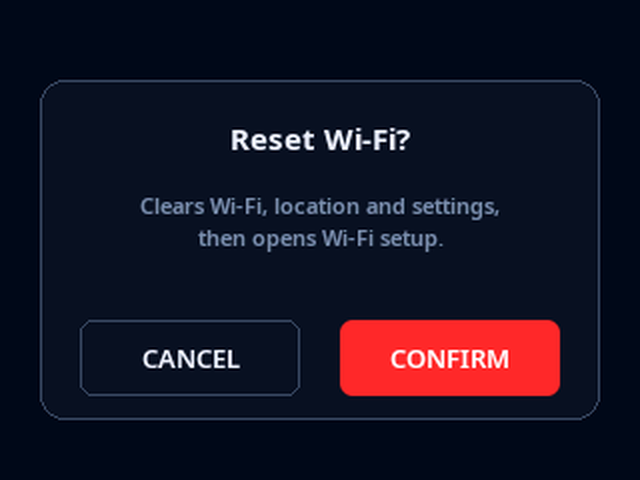 Reset Wi-Fi?
Clears Wi-Fi, location and settings,
then opens Wi-Fi setup.
CANCEL
CONFIRM